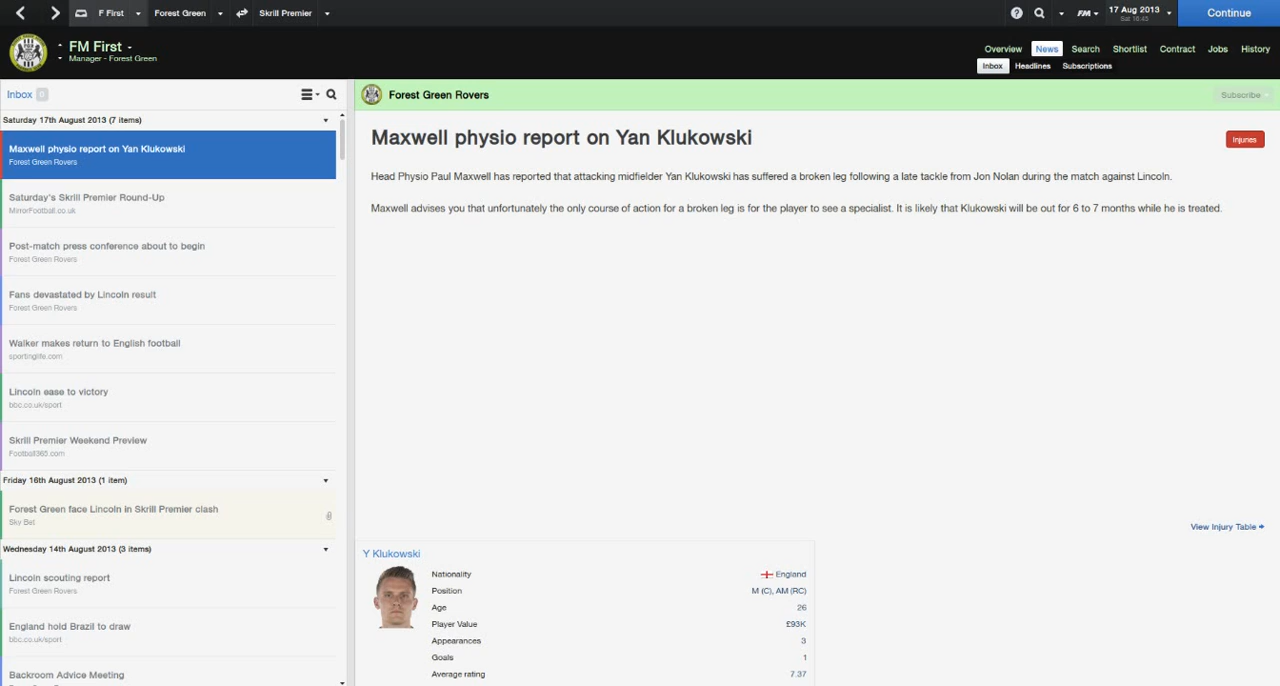 F First
Forest Green
Skrill Premier
FM
17 Aug 2013
Sat 16:45
Continue
FM First
Manager - Forest Green
Overview
News
Search
Shortlist
Contract
Jobs
History
Inbox
Headlines
Subscriptions
Inbox 0
Saturday 17th August 2013 (7 items)
Maxwell physio report on Yan Klukowski
Forest Green Rovers
Saturday's Skrill Premier Round-Up
MirrorFootball.co.uk
Post-match press conference about to begin
Forest Green Rovers
Fans devastated by Lincoln result
Forest Green Rovers
Walker makes return to English football
sportinglife.com
Lincoln ease to victory
bbc.co.uk/sport
Skrill Premier Weekend Preview
Football365.com
Friday 16th August 2013 (1 item)
Forest Green face Lincoln in Skrill Premier clash
Sky Bet
Wednesday 14th August 2013 (3 items)
Lincoln scouting report
Forest Green Rovers
England hold Brazil to draw
bbc.co.uk/sport
Backroom Advice Meeting
Forest Green Rovers
Subscribe
Maxwell physio report on Yan Klukowski
Injuries
Head Physio Paul Maxwell has reported that attacking midfielder Yan Klukowski has suffered a broken leg following a late tackle from Jon Nolan during the match against Lincoln.
Maxwell advises you that unfortunately the only course of action for a broken leg is for the player to see a specialist. It is likely that Klukowski will be out for 6 to 7 months while he is treated.
View Injury Table
Y Klukowski
Nationality England
Position M (C), AM (RC)
Age 26
Player Value £93K
Appearances 3
Goals 1
Average rating 7.37